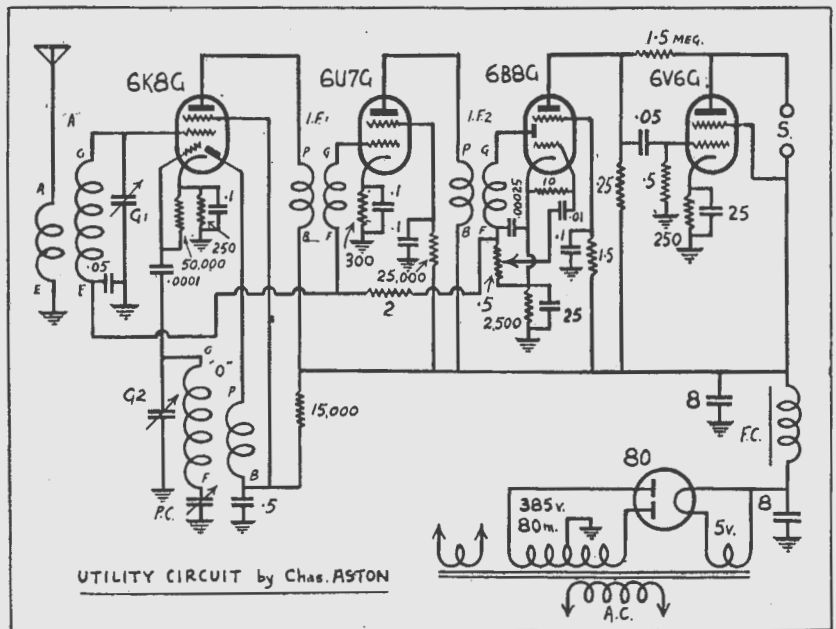 1.5 MEG.
6K8G
6U7G
6B8G
6V6G
"A"
I.F.1
I.F.2
.05
S.
G
P
G
P
G
A
G1
.1
.1
10
.25
.5
.00025
.01
250
.1
.1
250
25
50,000
B
F
300
B
F
1.5
E
F
.05
25,000
.0001
2
.5
2,500
25
G
"O"
P
G2
15,000
8
F.C.
F
B
80
P.C.
.5
385v.
80m.
5v.
8
UTILITY CIRCUIT by Chas. ASTON
A.C.